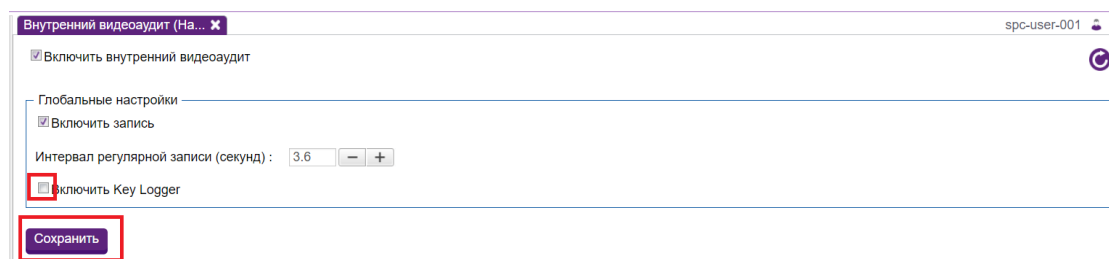 Внутренний видеоаудит (На... ✖ spc-user-001
Включить внутренний видеоаудит
Глобальные настройки
Включить запись
Интервал регулярной записи (секунд) : 3.6 − +
Включить Key Logger
Сохранить